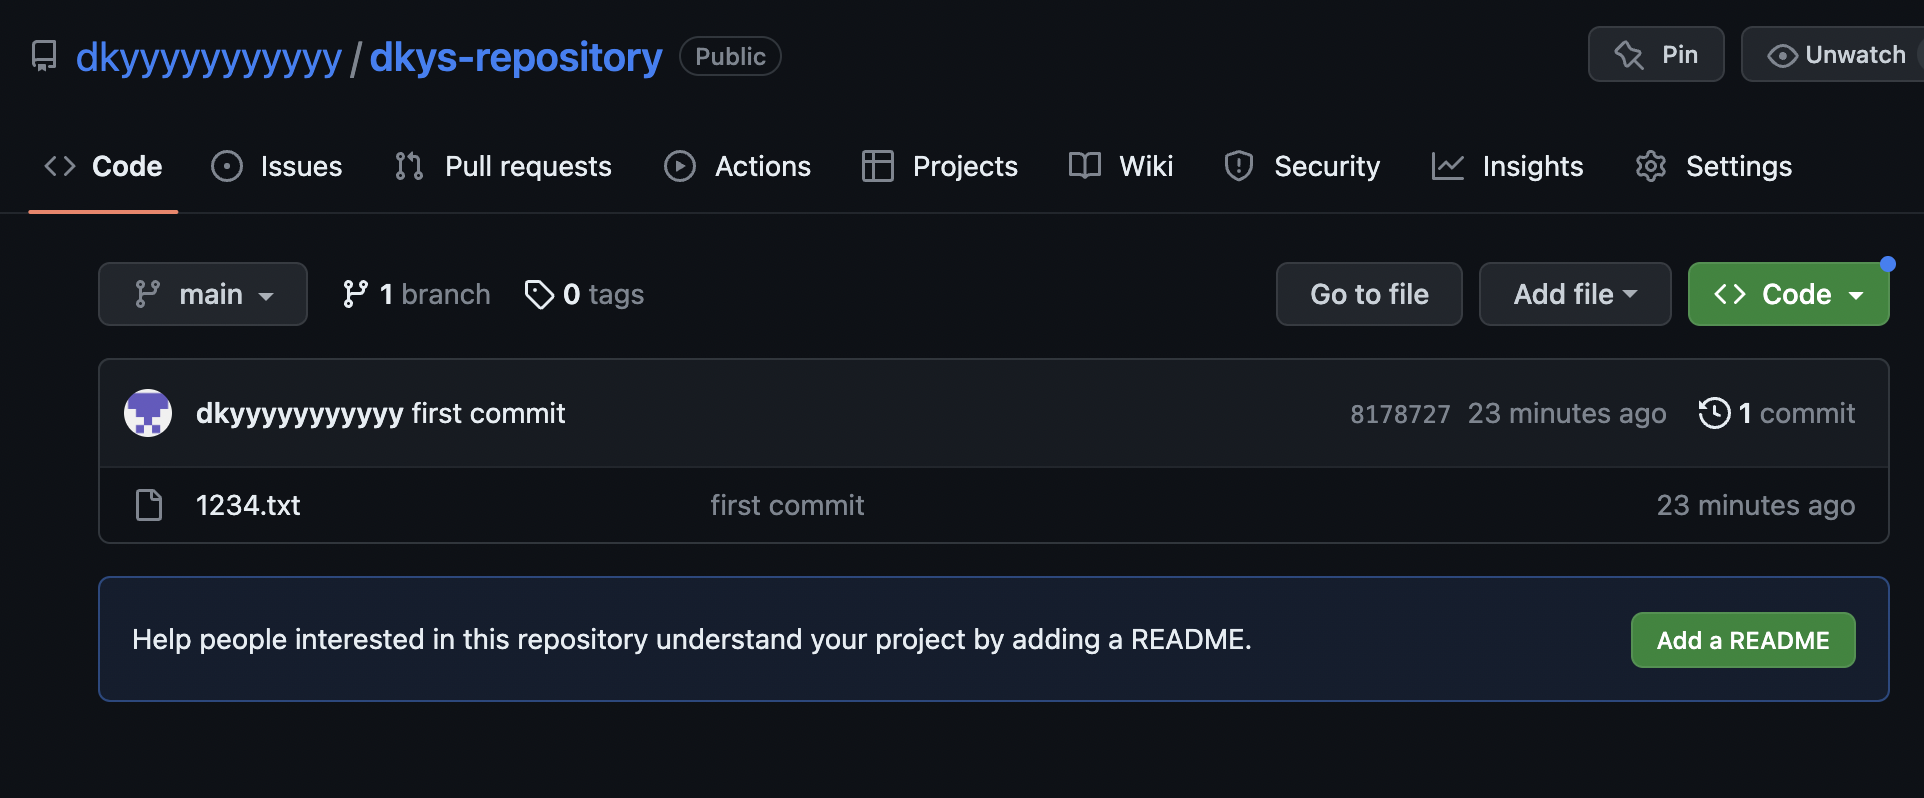 dkyyyyyyyyyyy / dkys-repository Public Pin Unwatch
Code Issues Pull requests Actions Projects Wiki Security Insights Settings
main 1 branch 0 tags Go to file Add file Code
dkyyyyyyyyyyy first commit 8178727 23 minutes ago 1 commit
1234.txt first commit 23 minutes ago
Help people interested in this repository understand your project by adding a README. Add a README